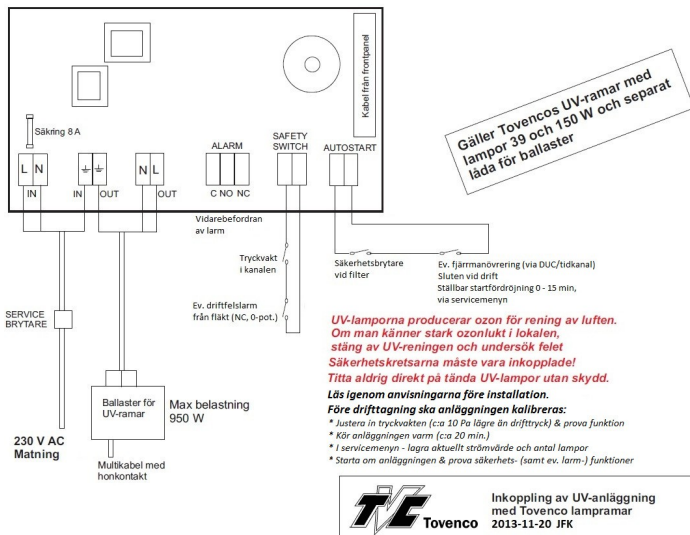 Kabel från frontpanel
Gäller Tovencos UV-ramar med
lampor 39 och 150 W och separat
låda för ballaster
Säkring 8 A
ALARM
SAFETY
SWITCH
AUTOSTART
L N
N L
IN
IN
OUT
OUT
C NO NC
Vidarebefordran
av larm
Tryckvakt
i kanalen
Säkerhetsbrytare
vid filter
Ev. fjärrmanövrering (via DUC/tidkanal)
Sluten vid drift
Ställbar startfördröjning 0 - 15 min,
via servicemenyn
Ev. driftfelslarm
från fläkt (NC, 0-pot.)
SERVICE
BRYTARE
UV-lamporna producerar ozon för rening av luften.
Om man känner stark ozonlukt i lokalen,
stäng av UV-reningen och undersök felet
Säkerhetskretsarna måste vara inkopplade!
Titta aldrig direkt på tända UV-lampor utan skydd.
Läs igenom anvisningarna före installation.
Före drifttagning ska anläggningen kalibreras:
* Justera in tryckvakten (c:a 10 Pa lägre än drifttryck) & prova funktion
* Kör anläggningen varm (c:a 20 min.)
* I servicemenyn - lagra aktuellt strömvärde och antal lampor
* Starta om anläggningen & prova säkerhets- (samt ev. larm-) funktioner
Ballaster för
UV-ramar
Max belastning
950 W
230 V AC
Matning
Multikabel med
honkontakt
TVC
Tovenco
Inkoppling av UV-anläggning
med Tovenco lampramar
2013-11-20 JFK